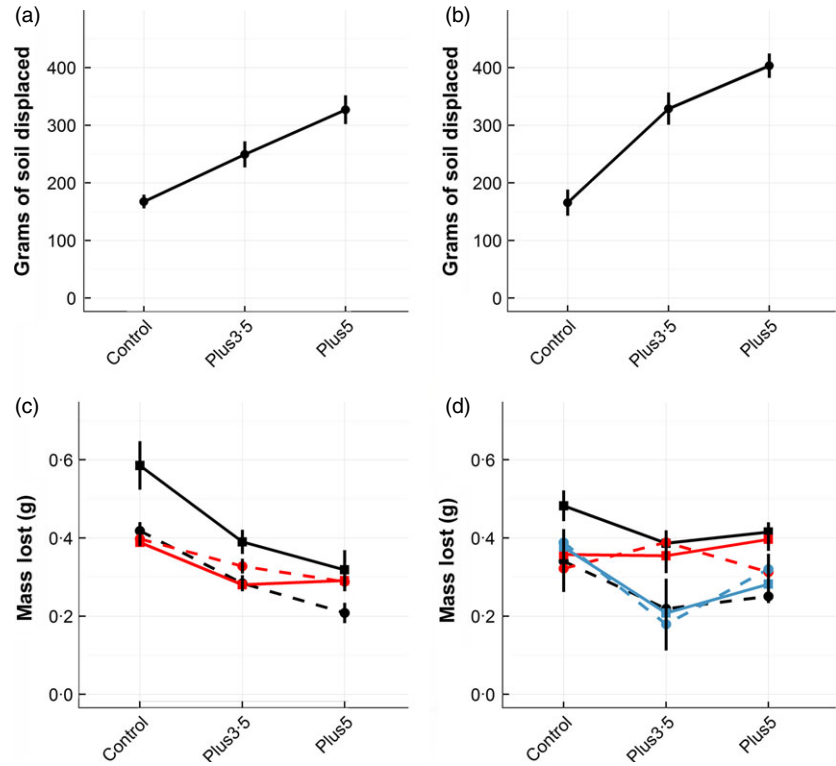 (a)
Grams of soil displaced
400
300
200
100
0
Control
Plus3·5
Plus5
(b)
Grams of soil displaced
400
300
200
100
0
Control
Plus3·5
Plus5
(c)
Mass lost (g)
0·6
0·4
0·2
0·0
Control
Plus3·5
Plus5
(d)
Mass lost (g)
0·6
0·4
0·2
0·0
Control
Plus3·5
Plus5